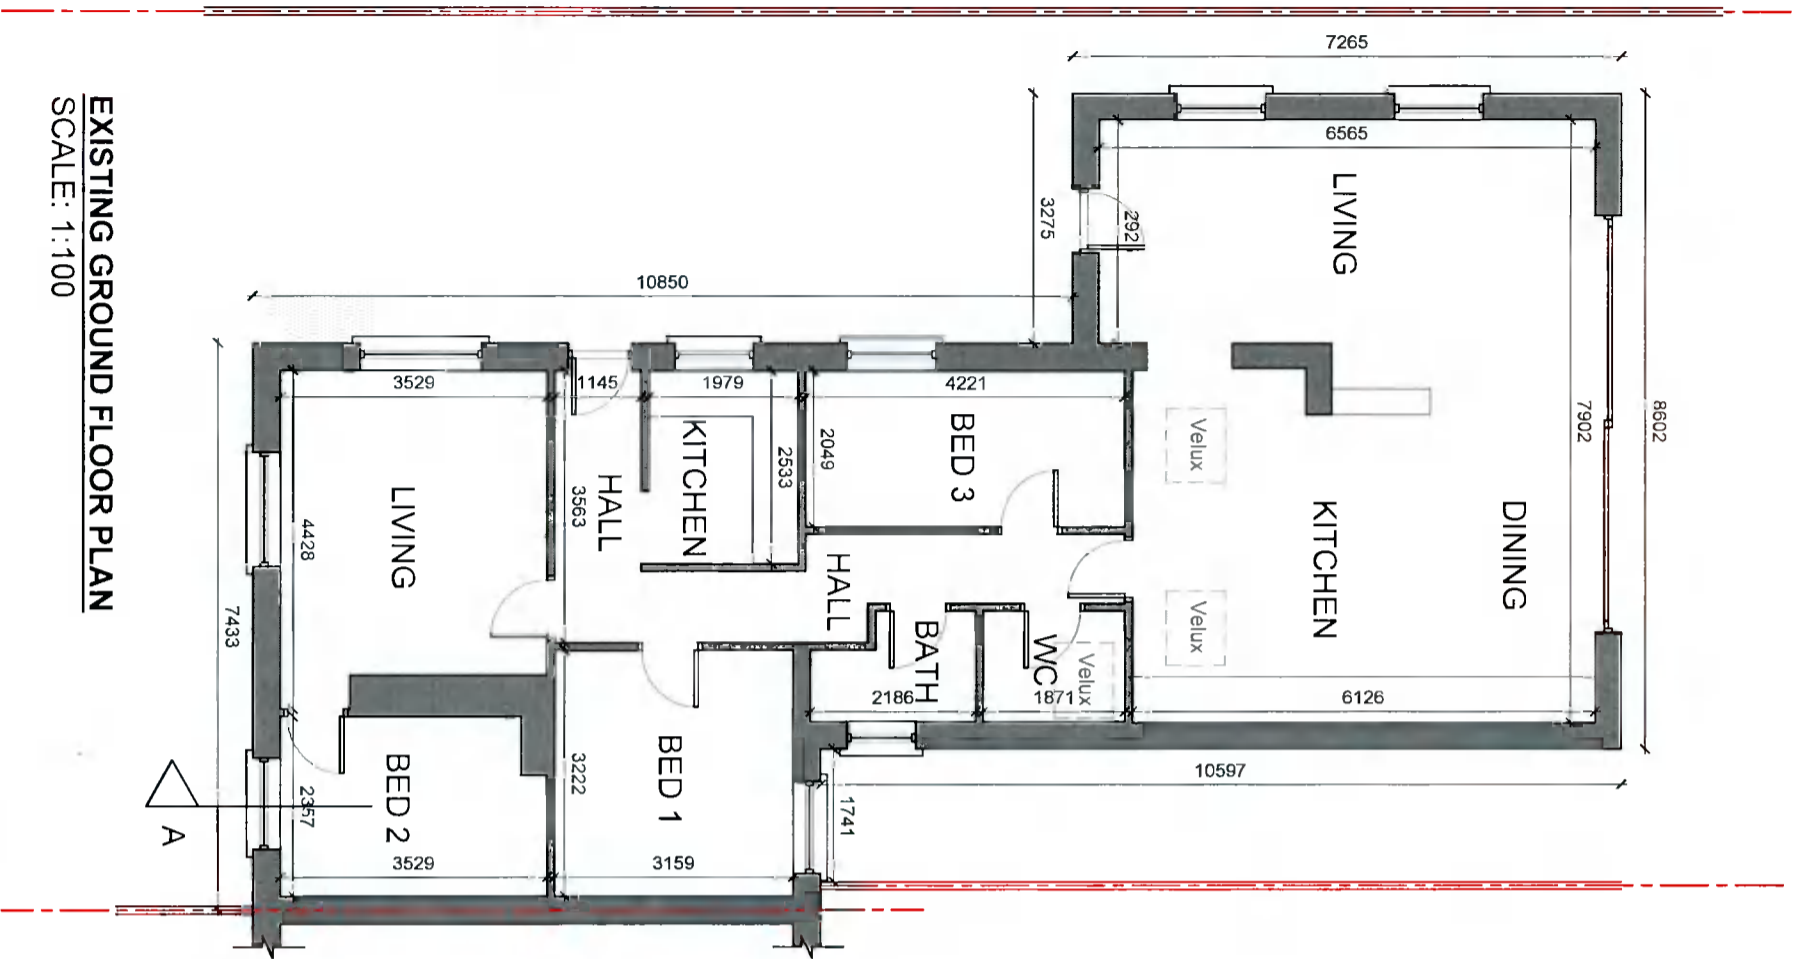 EXISTING GROUND FLOOR PLAN
SCALE: 1:100
7265
6565
LIVING
292
3275
10850
8602
7902
3529
1145
1979
4221
LIVING
4428
HALL
3563
KITCHEN
2533
2049
BED 3
Velux
KITCHEN
DINING
HALL
BATH
WC
Velux
Velux
2186
1871
6126
7433
10597
1741
BED 2
2357
3529
BED 1
3222
3159
A